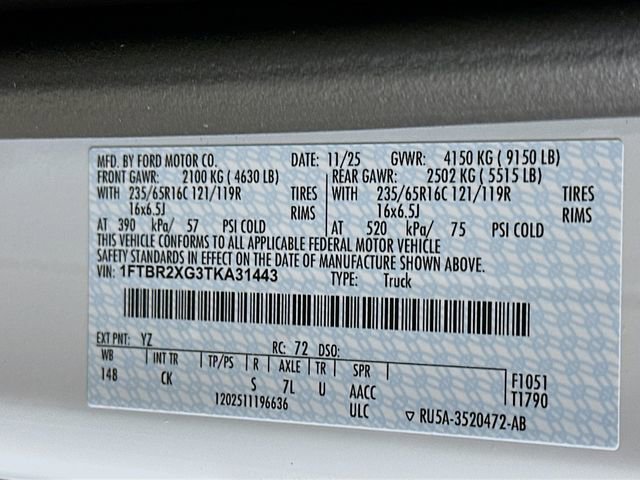 MFD. BY FORD MOTOR CO. DATE: 11/25 GVWR: 4150 KG ( 9150 LB)
FRONT GAWR: 2100 KG ( 4630 LB) REAR GAWR: 2502 KG ( 5515 LB)
WITH 235/65R16C 121/119R TIRES WITH 235/65R16C 121/119R TIRES
16x6.5J RIMS 16x6.5J RIMS
AT 390 kPa/ 57 PSI COLD AT 520 kPa/ 75 PSI COLD
THIS VEHICLE CONFORMS TO ALL APPLICABLE FEDERAL MOTOR VEHICLE
SAFETY STANDARDS IN EFFECT ON THE DATE OF MANUFACTURE SHOWN ABOVE.
VIN: 1FTBR2XG3TKA31443 TYPE: Truck
EXT PNT: YZ RC: 72 DSO:
WB INT TR TP/PS R AXLE TR SPR F1051
148 CK S 7L U AACC T1790
1202511196636 ULC ▽ RU5A-3520472-AB